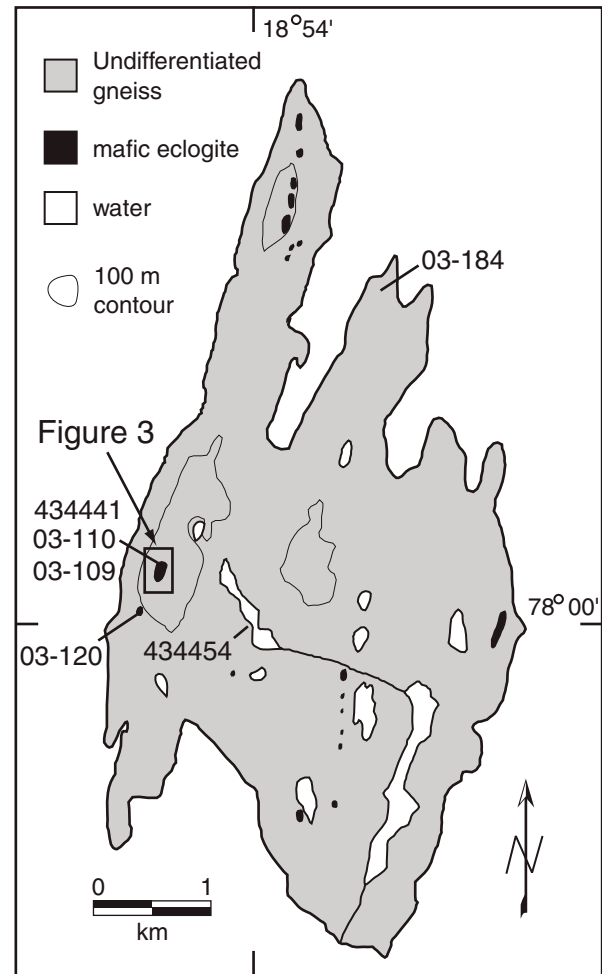 18°54'
Undifferentiated
gneiss
mafic eclogite
water
100 m
contour
03-184
Figure 3
434441
03-110
03-109
78°00'
03-120
434454
0 1
km
N